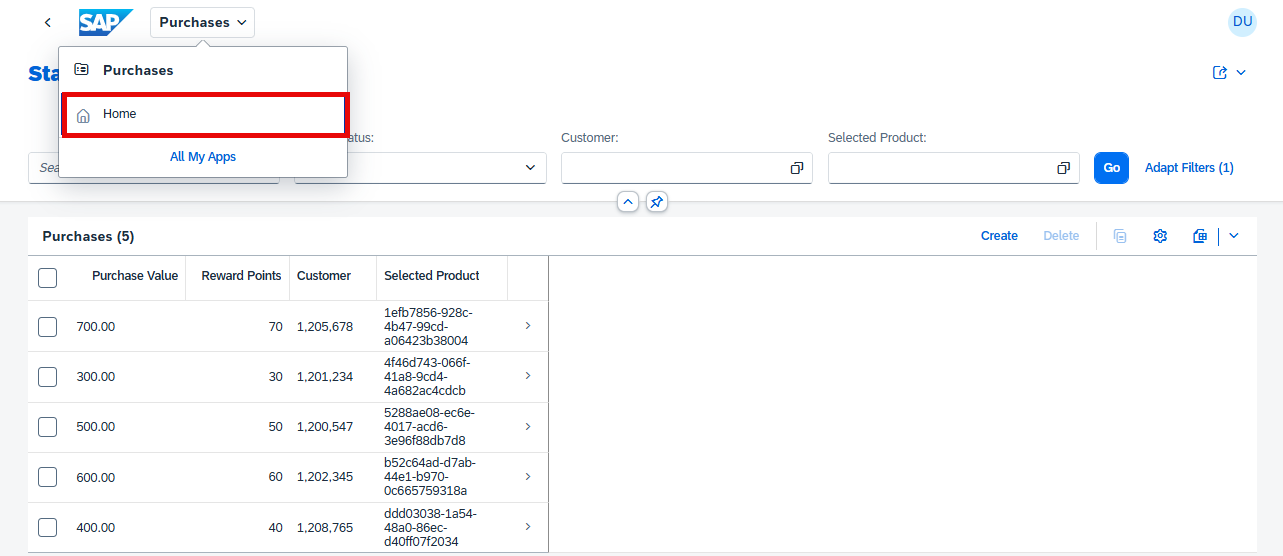 SAP
Purchases
DU
Purchases
Sta
Home
Customer:
Selected Product:
All My Apps
Go
Adapt Filters (1)
Purchases (5)
Create
Delete
Purchase Value
Reward Points
Customer
Selected Product
700.00
70
1,205,678
1efb7856-928c-
4b47-99cd-
a06423b38004
300.00
30
1,201,234
4f46d743-066f-
41a8-9cd4-
4a682ac4cdcb
500.00
50
1,200,547
5288ae08-ec6e-
4017-acd6-
3e96f88db7d8
600.00
60
1,202,345
b52c64ad-d7ab-
44e1-b970-
0c665759318a
400.00
40
1,208,765
ddd03038-1a54-
48a0-86ec-
d40ff07f2034